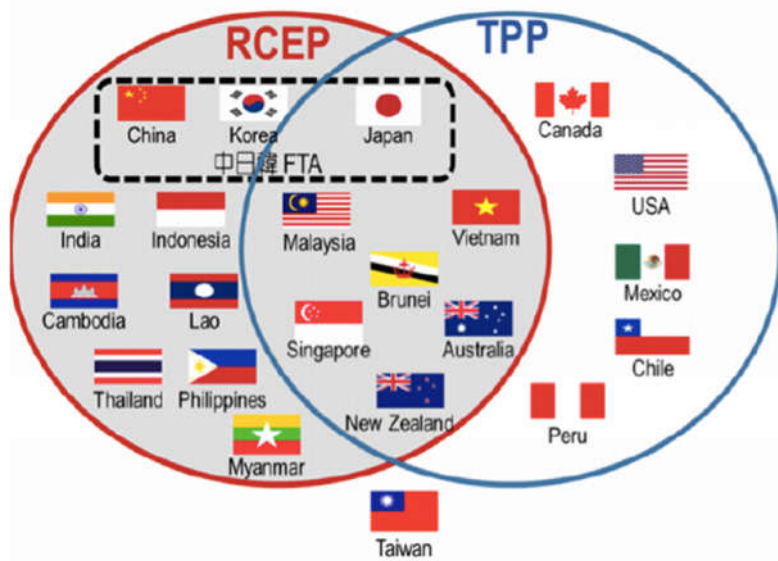 RCEP TPP
China Korea Japan Canada
中日韓 FTA
USA
India Indonesia Malaysia Vietnam
Brunei Mexico
Cambodia Lao Singapore Australia
Chile
Thailand Philippines New Zealand
Peru
Myanmar
Taiwan